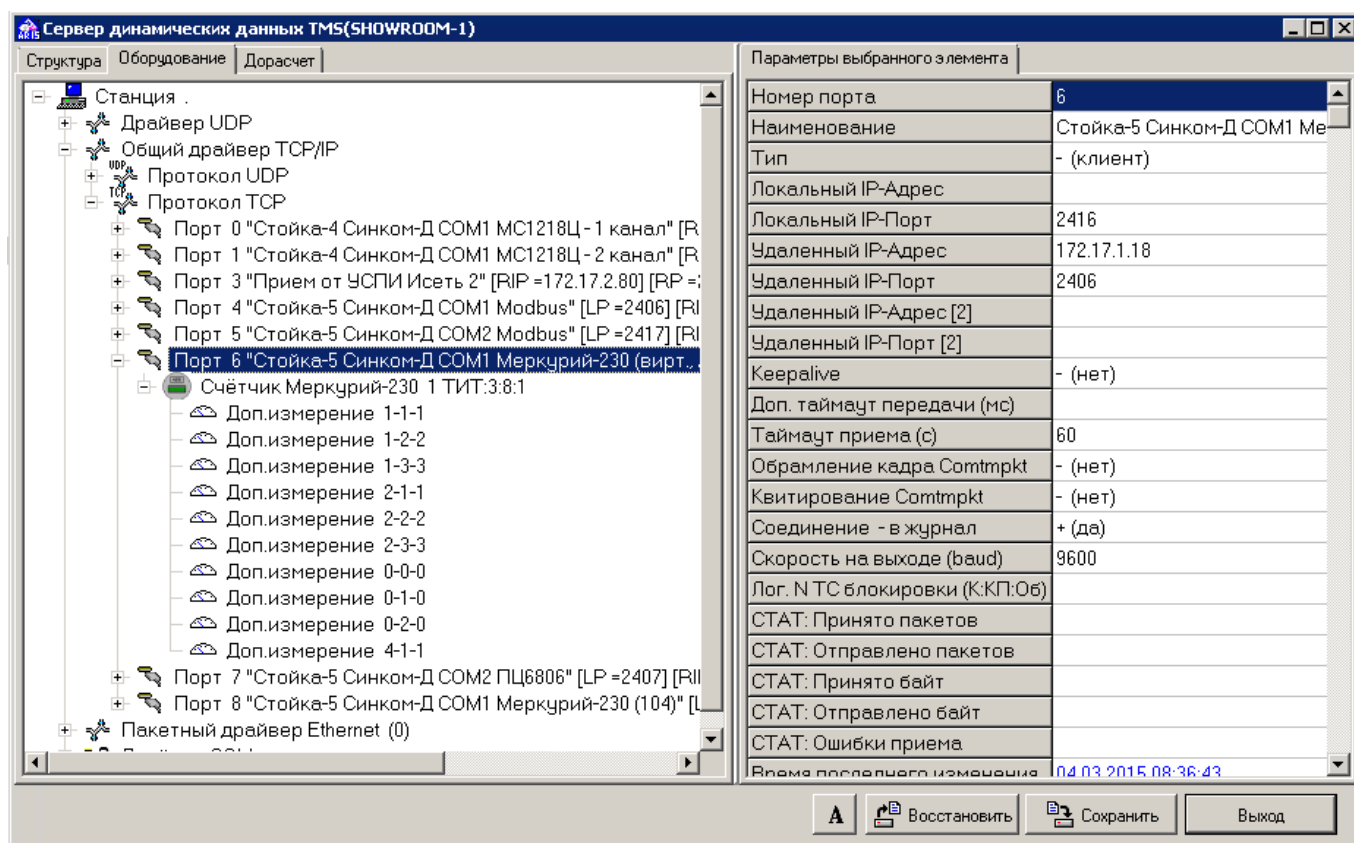 Сервер динамических данных TMS(SHOWROOM-1)
Структура Оборудование Дорасчет
Станция .
Драйвер UDP
Общий драйвер TCP/IP
UDP Протокол UDP
TCP Протокол TCP
Порт 0 "Стойка-4 Синком-Д COM1 МС1218Ц - 1 канал" [R
Порт 1 "Стойка-4 Синком-Д COM1 МС1218Ц - 2 канал" [R
Порт 3 "Прием от УСПИ Исеть 2" [RIP =172.17.2.80] [RP =
Порт 4 "Стойка-5 Синком-Д COM1 Modbus" [LP =2406] [RI
Порт 5 "Стойка-5 Синком-Д COM2 Modbus" [LP =2417] [RI
Порт 6 "Стойка-5 Синком-Д COM1 Меркурий-230 (вирт.
Счётчик Меркурий-230 1 ТИТ:3:8:1
Доп.измерение 1-1-1
Доп.измерение 1-2-2
Доп.измерение 1-3-3
Доп.измерение 2-1-1
Доп.измерение 2-2-2
Доп.измерение 2-3-3
Доп.измерение 0-0-0
Доп.измерение 0-1-0
Доп.измерение 0-2-0
Доп.измерение 4-1-1
Порт 7 "Стойка-5 Синком-Д COM2 ПЦ6806" [LP =2407] [RI
Порт 8 "Стойка-5 Синком-Д COM1 Меркурий-230 (104)" [L
Пакетный драйвер Ethernet (0)
Параметры выбранного элемента
Номер порта 6
Наименование Стойка-5 Синком-Д COM1 Ме
Тип - (клиент)
Локальный IP-Адрес
Локальный IP-Порт 2416
Удаленный IP-Адрес 172.17.1.18
Удаленный IP-Порт 2406
Удаленный IP-Адрес [2]
Удаленный IP-Порт [2]
Keepalive - (нет)
Доп. таймаут передачи (мс)
Таймаут приема (с) 60
Обрамление кадра Comtmpkt - (нет)
Квитирование Comtmpkt - (нет)
Соединение - в журнал + (да)
Скорость на выходе (baud) 9600
Лог. N ТС блокировки (К:КП:Об)
СТАТ: Принято пакетов
СТАТ: Отправлено пакетов
СТАТ: Принято байт
СТАТ: Отправлено байт
СТАТ: Ошибки приема
Время последнего изменения 04.03.2015 08:36:43
A Восстановить Сохранить Выход